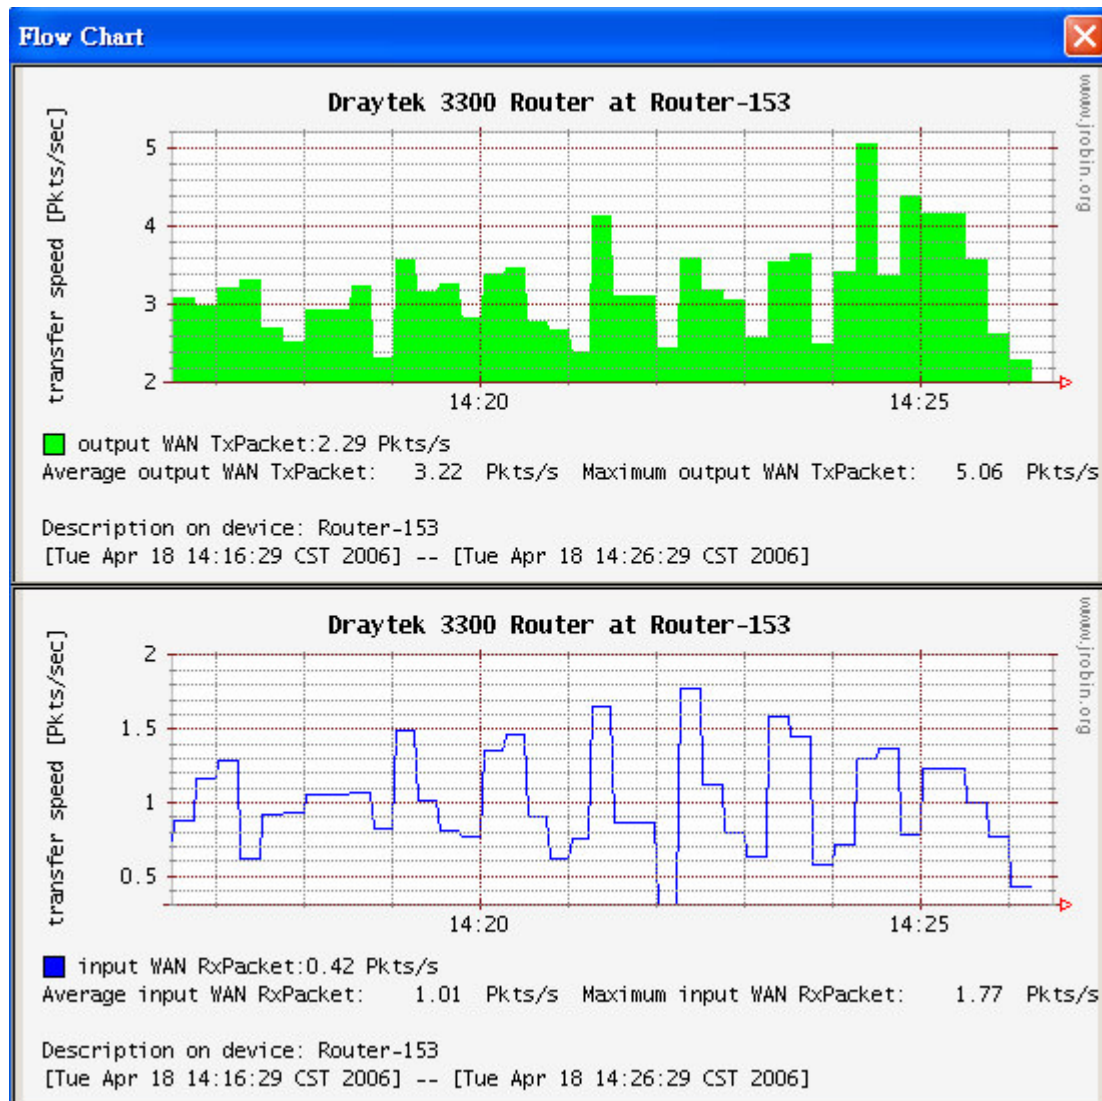 Flow Chart
Draytek 3300 Router at Router-153
www.jrobin.org
transfer speed [Pkts/sec]
5
4
3
2
14:20 14:25
output WAN TxPacket:2.29 Pkts/s
Average output WAN TxPacket: 3.22 Pkts/s Maximum output WAN TxPacket: 5.06 Pkts/s
Description on device: Router-153
[Tue Apr 18 14:16:29 CST 2006] -- [Tue Apr 18 14:26:29 CST 2006]
Draytek 3300 Router at Router-153
www.jrobin.org
transfer speed [Pkts/sec]
2
1.5
1
0.5
14:20 14:25
input WAN RxPacket:0.42 Pkts/s
Average input WAN RxPacket: 1.01 Pkts/s Maximum input WAN RxPacket: 1.77 Pkts/s
Description on device: Router-153
[Tue Apr 18 14:16:29 CST 2006] -- [Tue Apr 18 14:26:29 CST 2006]